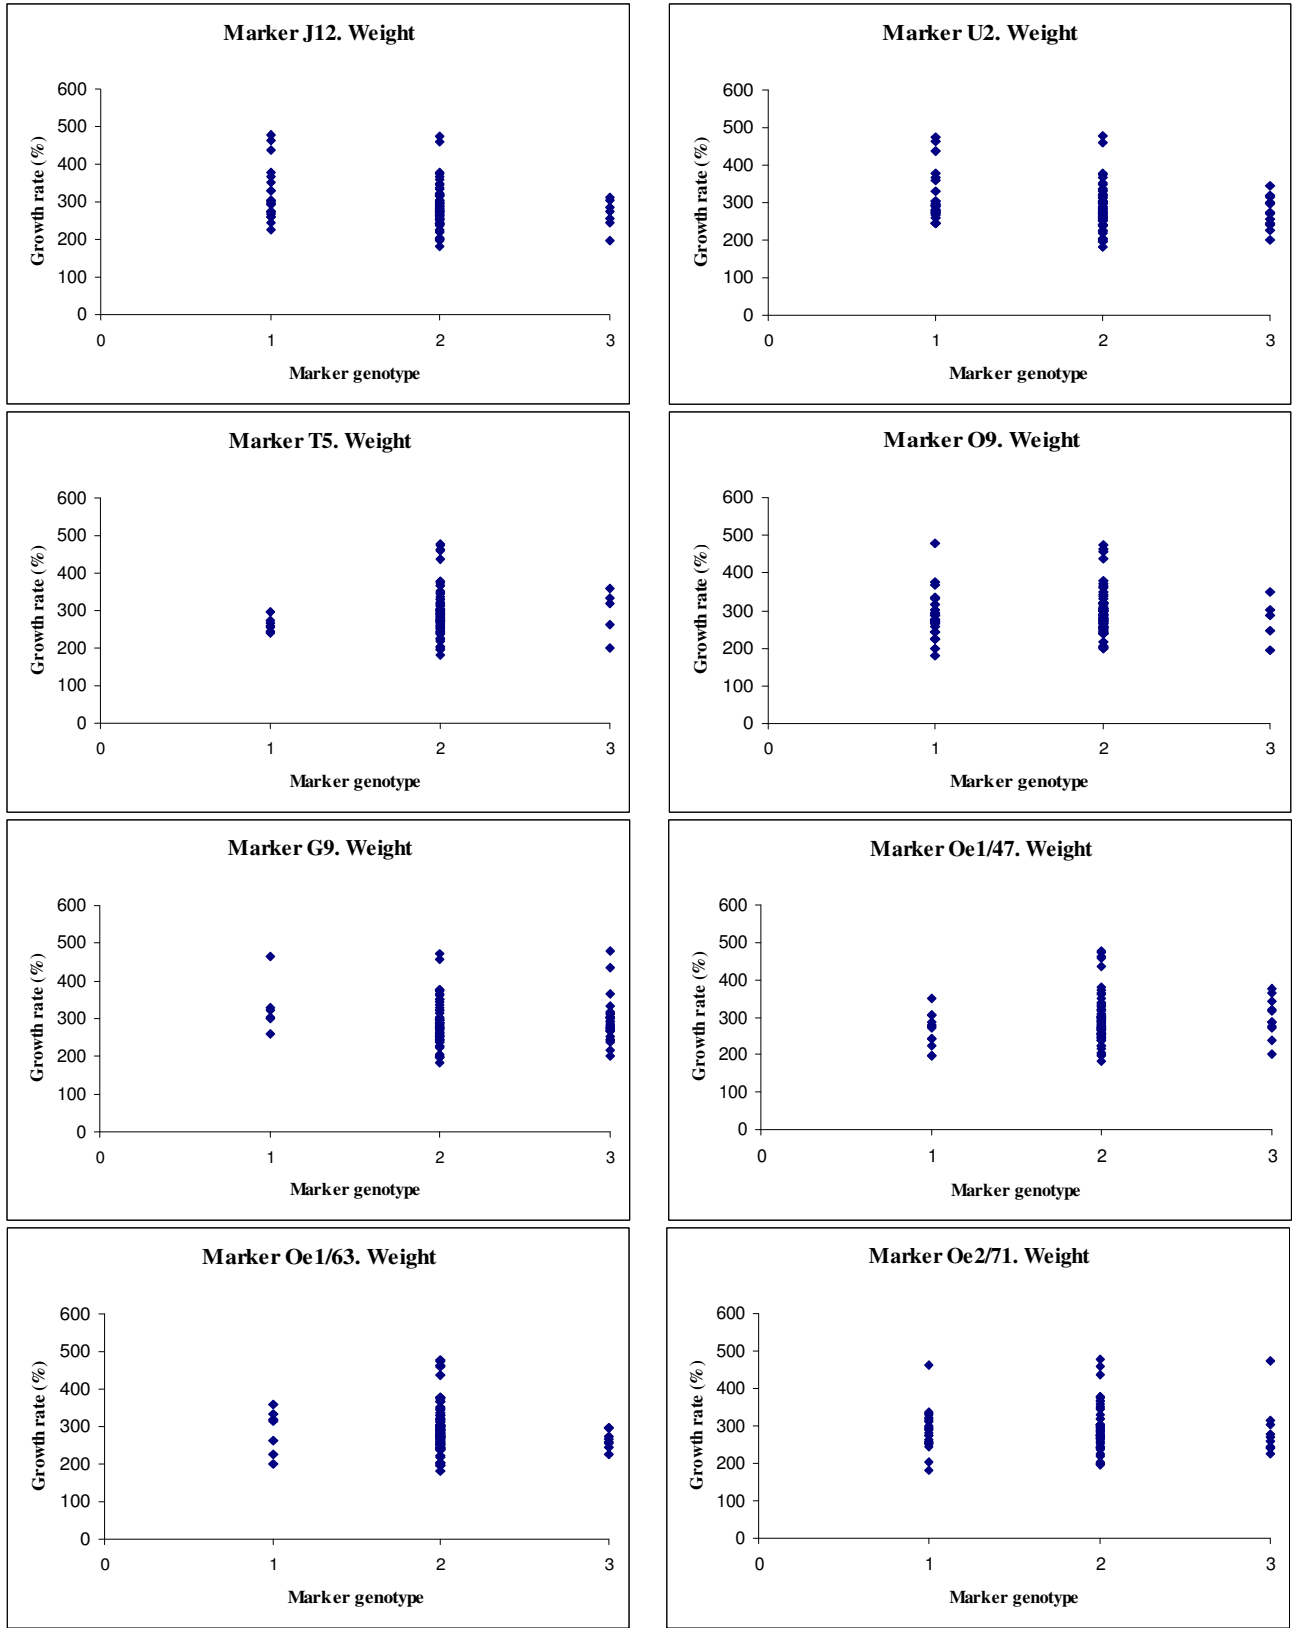 Marker J12. Weight
600
500
400
300
200
100
0
Growth rate (%)
0 1 2 3
Marker genotype
Marker U2. Weight
600
500
400
300
200
100
0
Growth rate (%)
0 1 2 3
Marker genotype
Marker T5. Weight
600
500
400
300
200
100
0
Growth rate (%)
0 1 2 3
Marker genotype
Marker O9. Weight
600
500
400
300
200
100
0
Growth rate (%)
0 1 2 3
Marker genotype
Marker G9. Weight
600
500
400
300
200
100
0
Growth rate (%)
0 1 2 3
Marker genotype
Marker Oe1/47. Weight
600
500
400
300
200
100
0
Growth rate (%)
0 1 2 3
Marker genotype
Marker Oe1/63. Weight
600
500
400
300
200
100
0
Growth rate (%)
0 1 2 3
Marker genotype
Marker Oe2/71. Weight
600
500
400
300
200
100
0
Growth rate (%)
0 1 2 3
Marker genotype